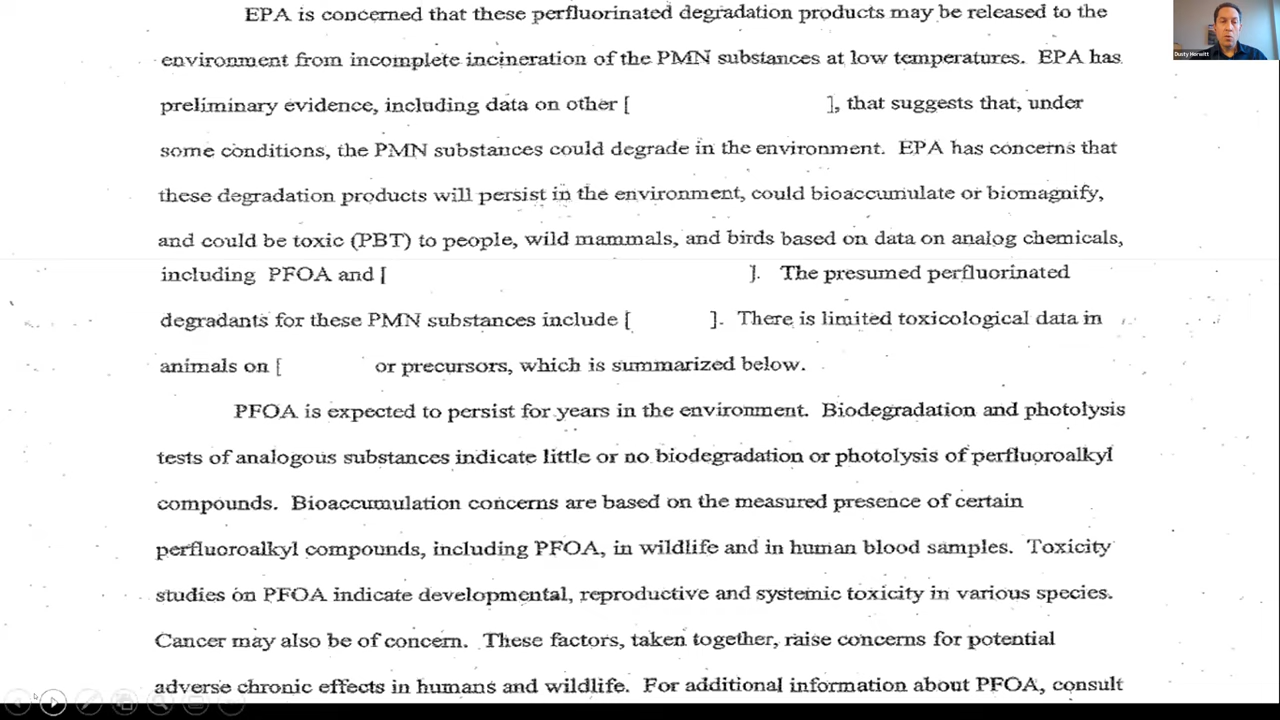 EPA is concerned that these perfluorinated degradation products may be released to the
environment from incomplete incineration of the PMN substances at low temperatures. EPA has
preliminary evidence, including data on other [ ], that suggests that, under
some conditions, the PMN substances could degrade in the environment. EPA has concerns that
these degradation products will persist in the environment, could bioaccumulate or biomagnify,
and could be toxic (PBT) to people, wild mammals, and birds based on data on analog chemicals,
including PFOA and [ ]. The presumed perfluorinated
degradants for these PMN substances include [ ]. There is limited toxicological data in
animals on [ or precursors, which is summarized below.
PFOA is expected to persist for years in the environment. Biodegradation and photolysis
tests of analogous substances indicate little or no biodegradation or photolysis of perfluoroalkyl
compounds. Bioaccumulation concerns are based on the measured presence of certain
perfluoroalkyl compounds, including PFOA, in wildlife and in human blood samples. Toxicity
studies on PFOA indicate developmental, reproductive and systemic toxicity in various species.
Cancer may also be of concern. These factors, taken together, raise concerns for potential
adverse chronic effects in humans and wildlife. For additional information about PFOA, consult
Dusty Horwitt